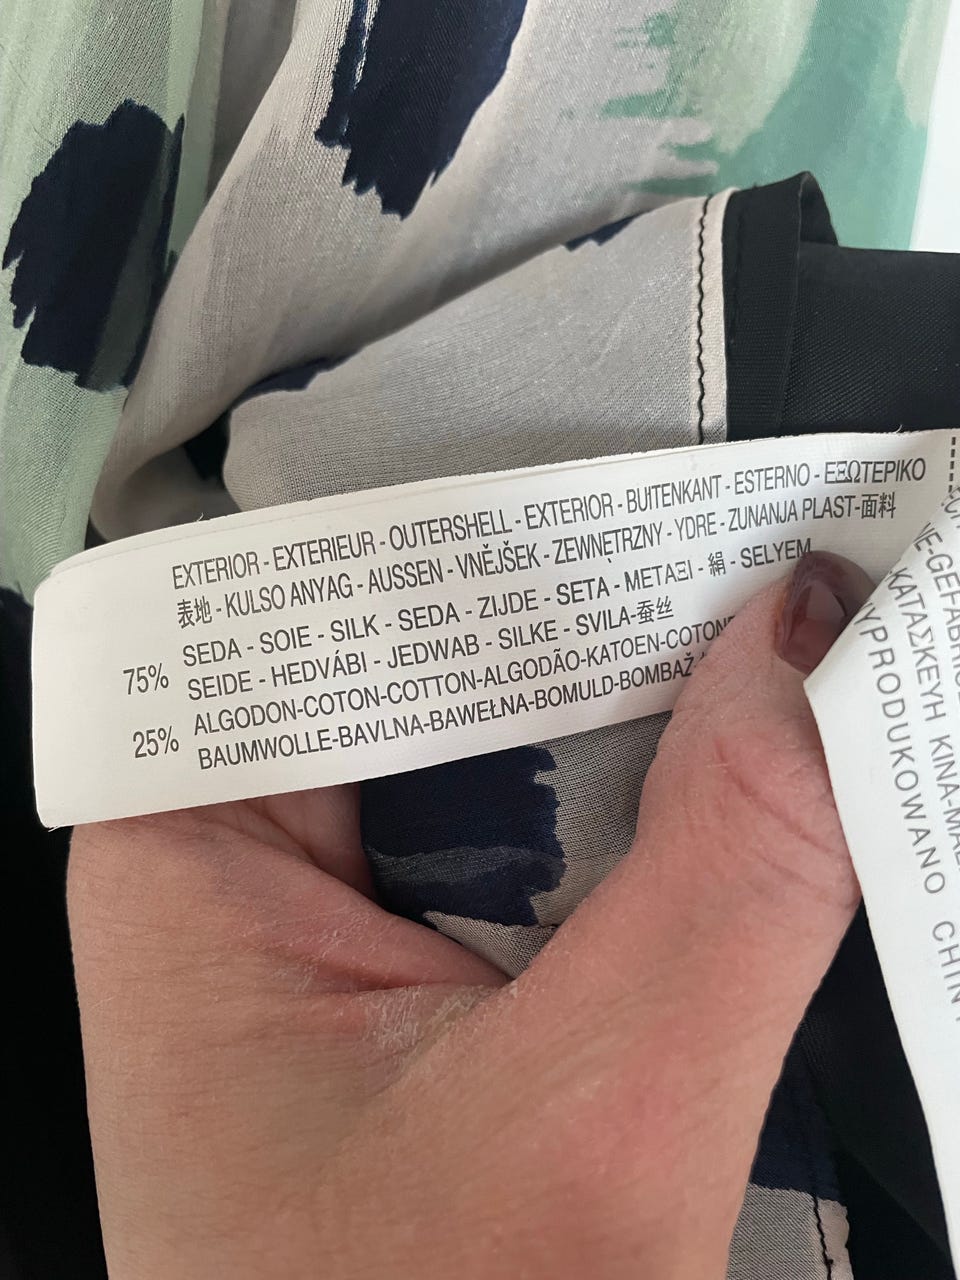 EXTERIOR - EXTERIEUR - OUTERSHELL - EXTERIOR - BUITENKANT - ESTERNO - ΕΞΩΤΕΡΙΚΟ
表地 - KULSO ANYAG - AUSSEN - VNĚJŠEK - ZEWNĘTRZNY - YDRE - ZUNANJA PLAST-面料
75% SEDA - SOIE - SILK - SEDA - ZIJDE - SETA - ΜΕΤΑΞΙ - 絹 - SELYEM
SEIDE - HEDVÁBI - JEDWAB - SILKE - SVILA-蚕丝
25% ALGODON-COTON-COTTON-ALGODÃO-KATOEN-COTONE
BAUMWOLLE-BAVLNA-BAWEŁNA-BOMULD-BOMBAŽ
ΚΑΤΑΣΚΕΥΗ ΚΙΝΑ-
WYPRODUKOWANO CHINY